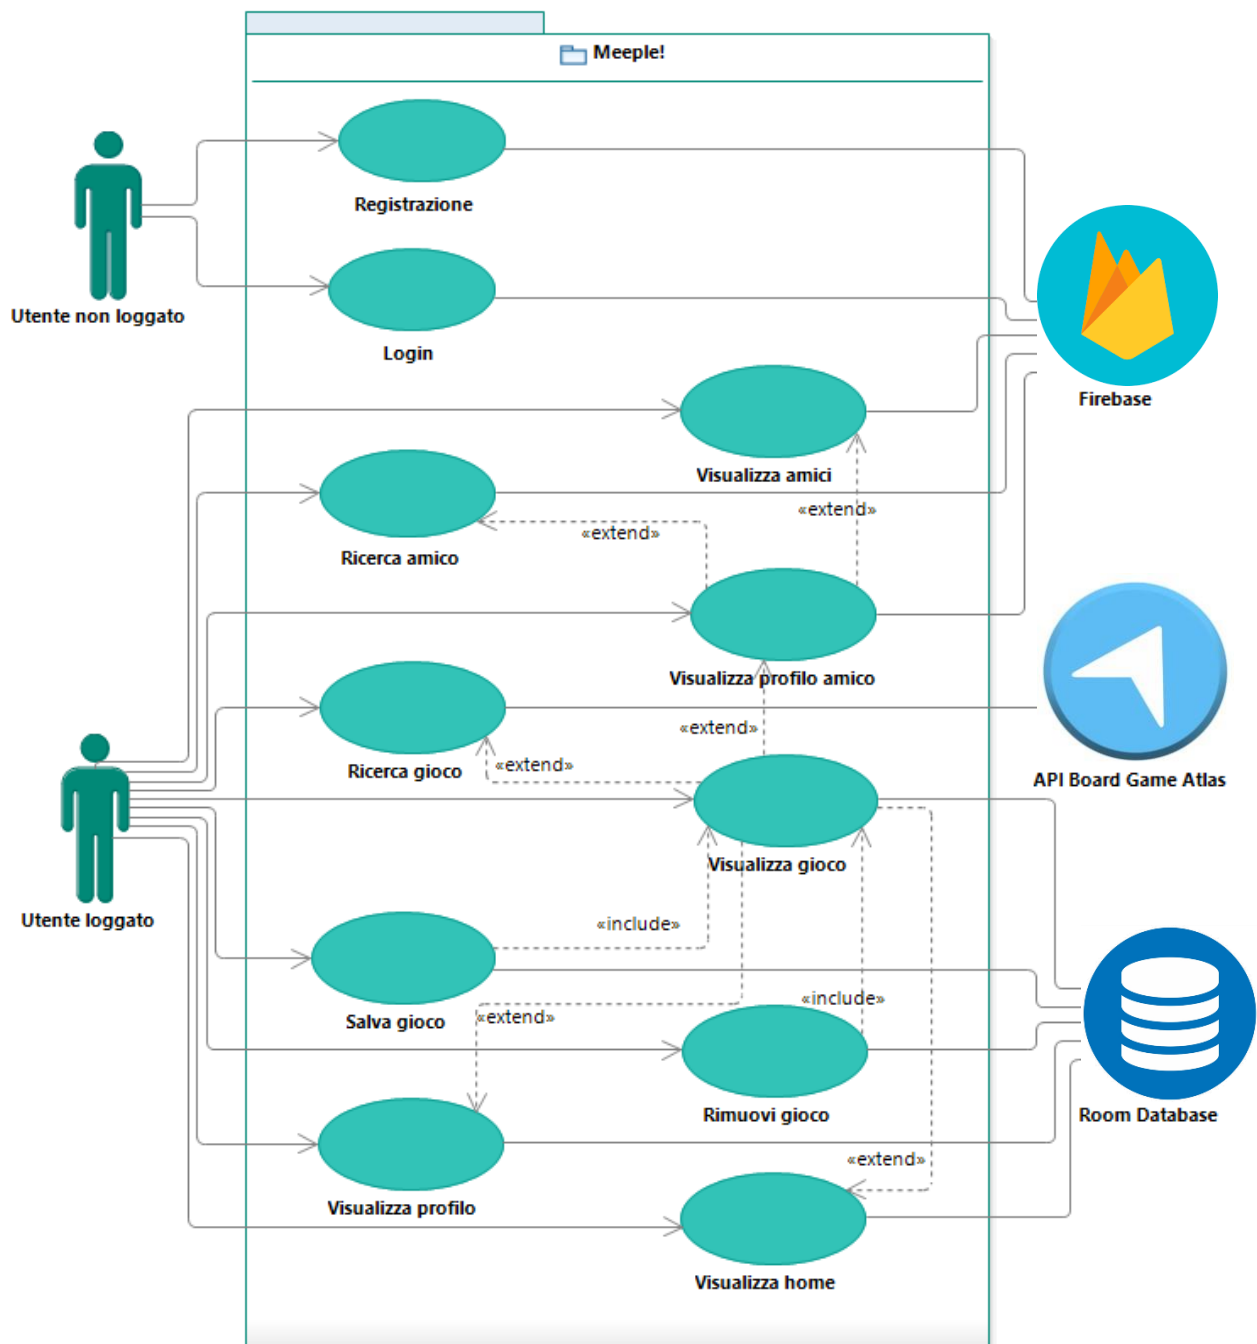 Meeple!
Registrazione
Utente non loggato
Login
Firebase
Visualizza amici
«extend»
«extend»
Ricerca amico
Visualizza profilo amico
«extend»
«extend»
Ricerca gioco
API Board Game Atlas
Visualizza gioco
Utente loggato
«include»
«include»
«extend»
Salva gioco
Rimuovi gioco
Room Database
«extend»
Visualizza profilo
Visualizza home